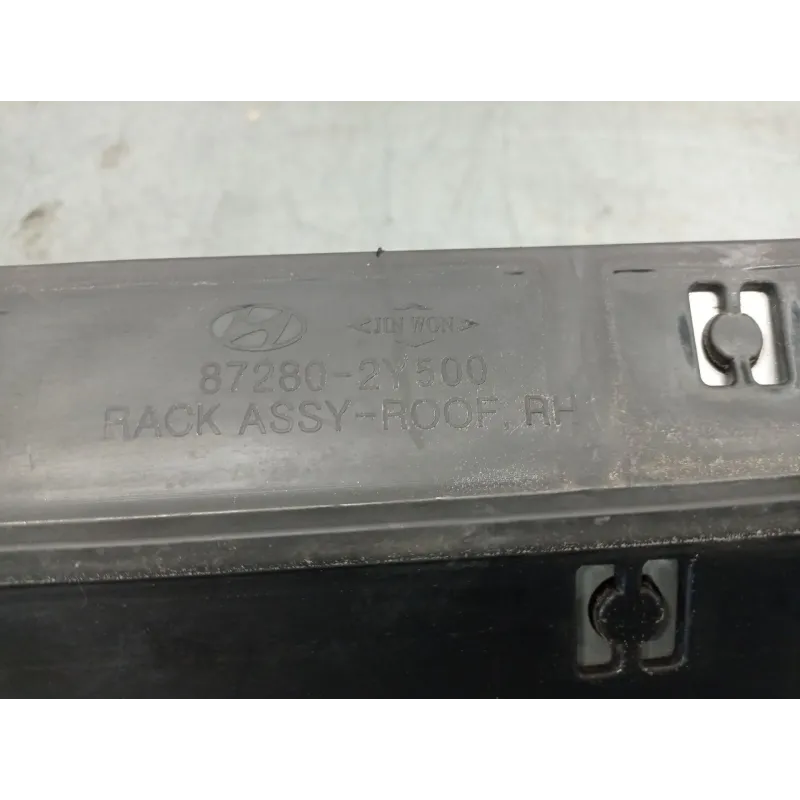 JIN WON
87280-2Y500
RACK ASSY-ROOF, RH